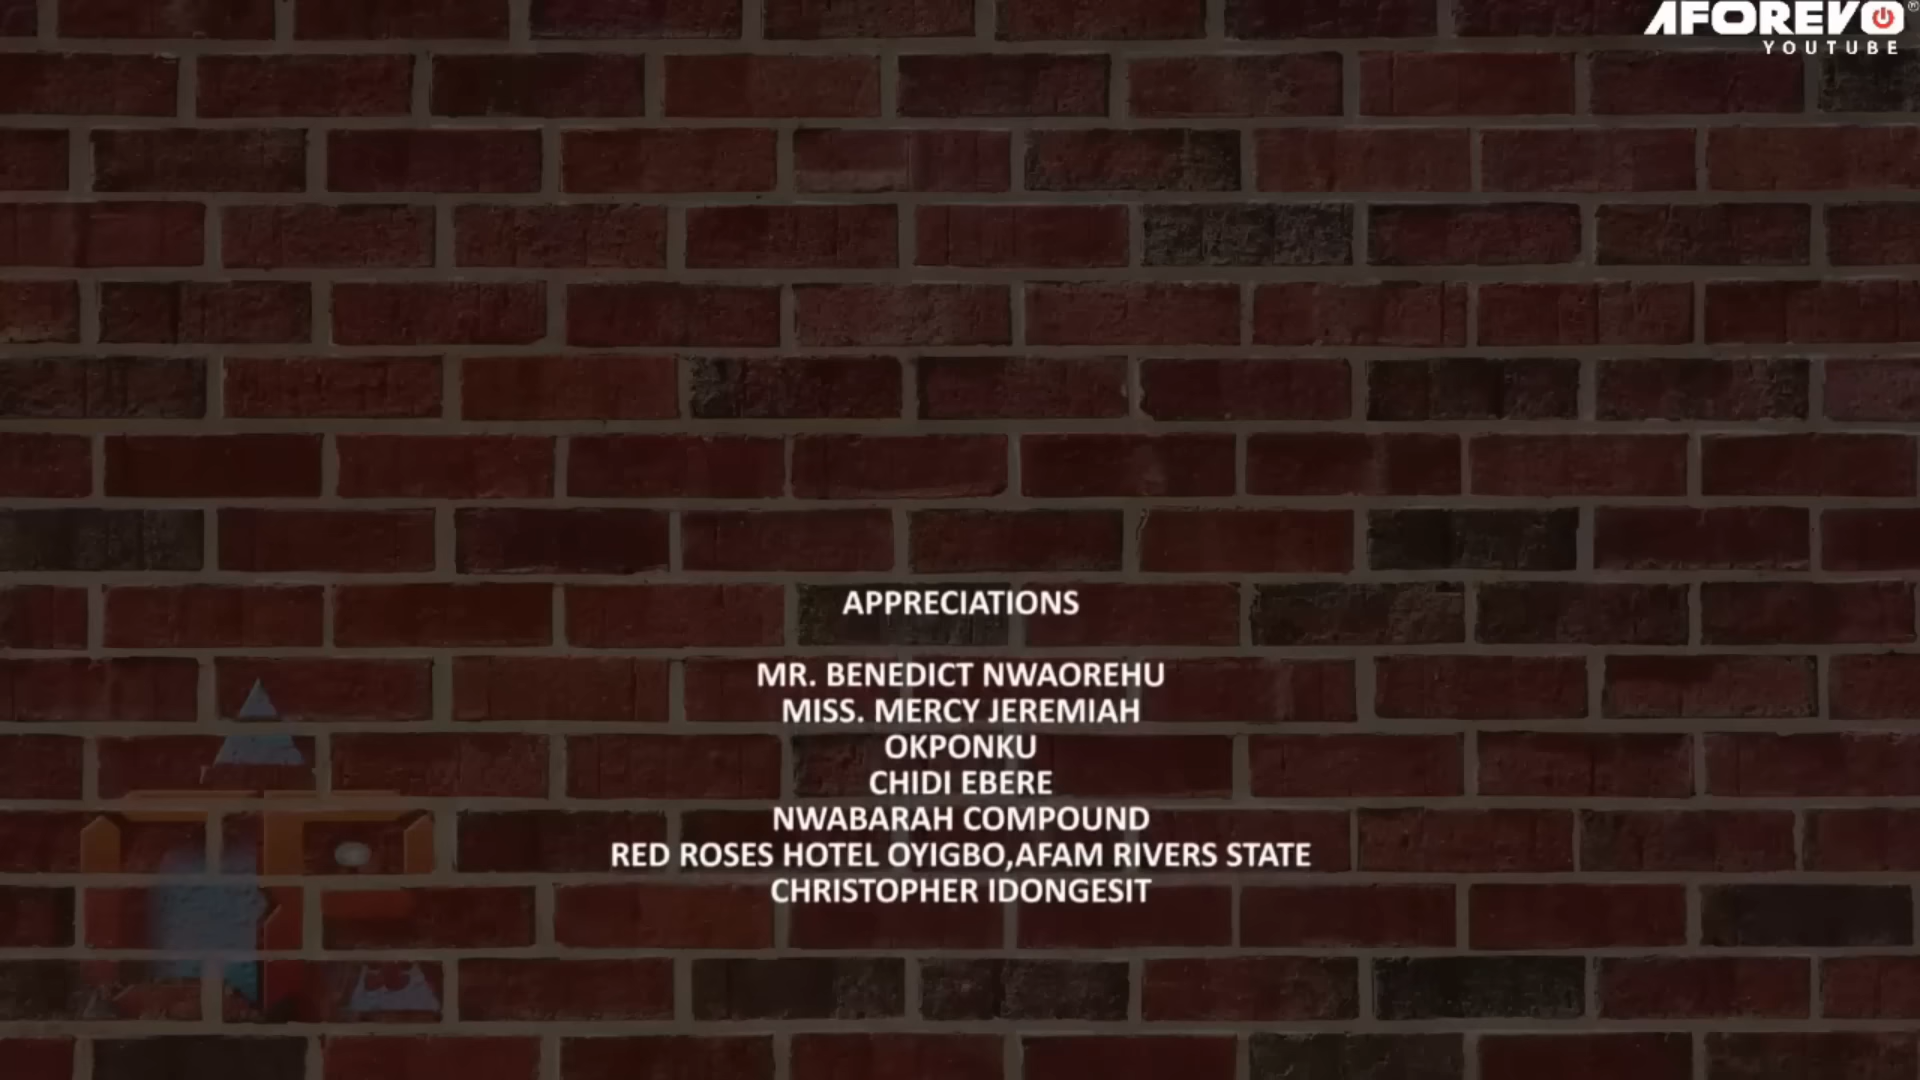 AFOREVO®
YOUTUBE
APPRECIATIONS
MR. BENEDICT NWAOREHU
MISS. MERCY JEREMIAH
OKPONKU
CHIDI EBERE
NWABARAH COMPOUND
RED ROSES HOTEL OYIGBO,AFAM RIVERS STATE
CHRISTOPHER IDONGESIT